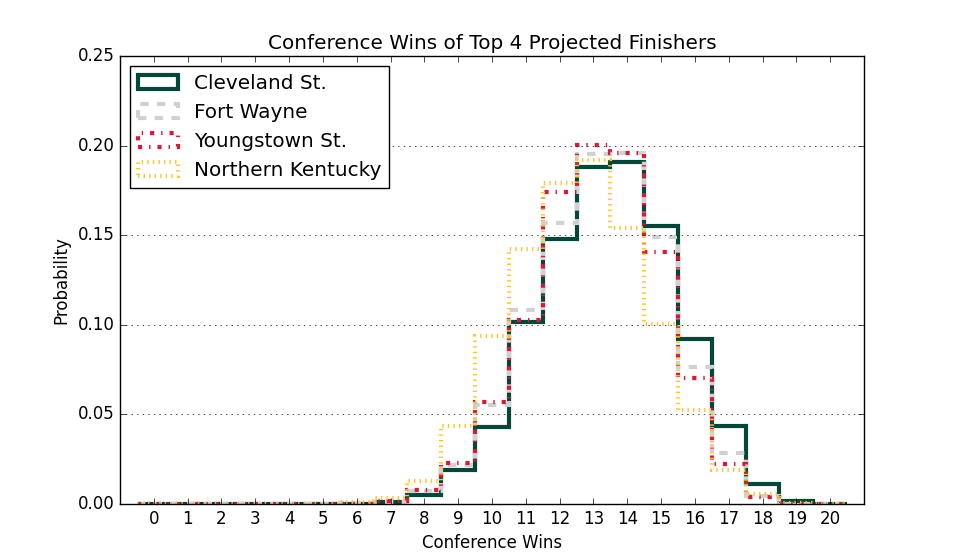 Conference Wins of Top 4 Projected Finishers
0.25
0.20
0.15
0.10
0.05
0.00
Probability
Cleveland St.
Fort Wayne
Youngstown St.
Northern Kentucky
0 1 2 3 4 5 6 7 8 9 10 11 12 13 14 15 16 17 18 19 20
Conference Wins